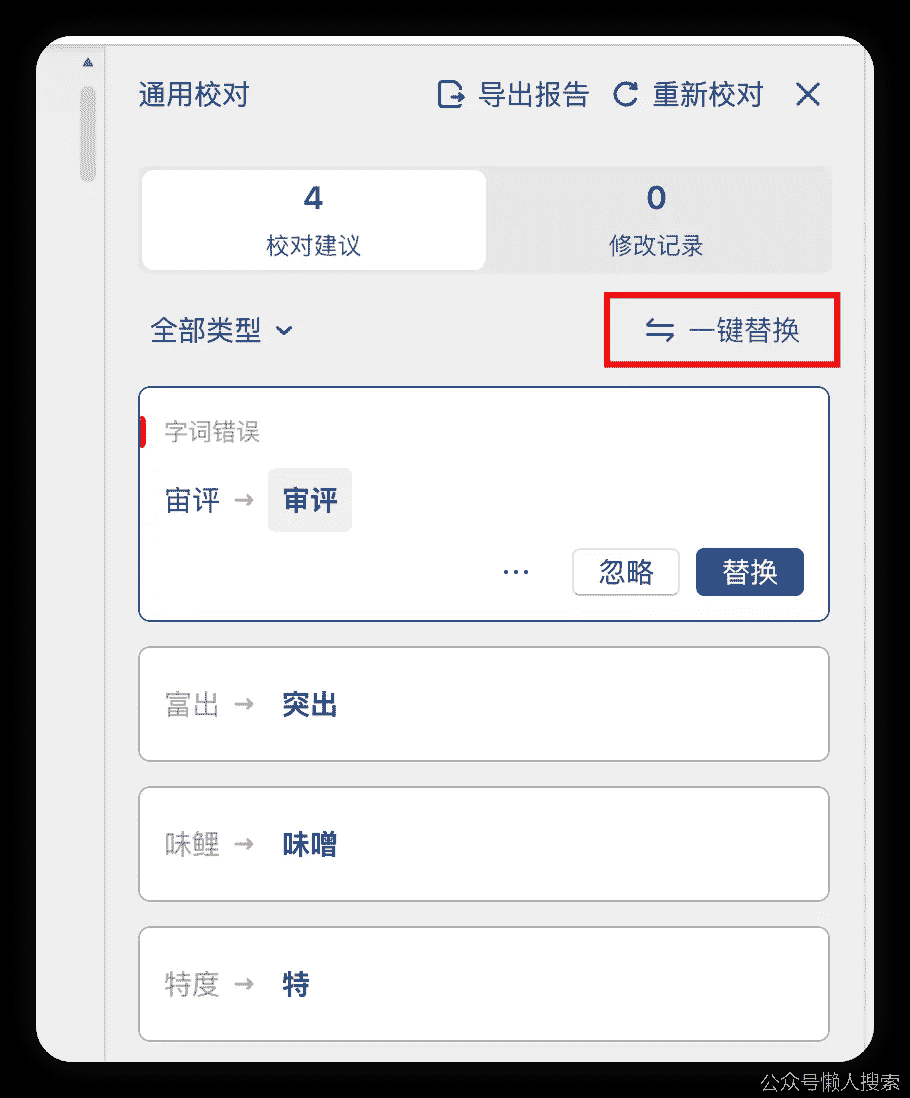 通用校对 导出报告 重新校对
4 0
校对建议 修改记录
全部类型 一键替换
字词错误
宙评 → 审评
... 忽略 替换
富出 → 突出
味鲤 → 味噌
特度 → 特
公众号懒人搜索